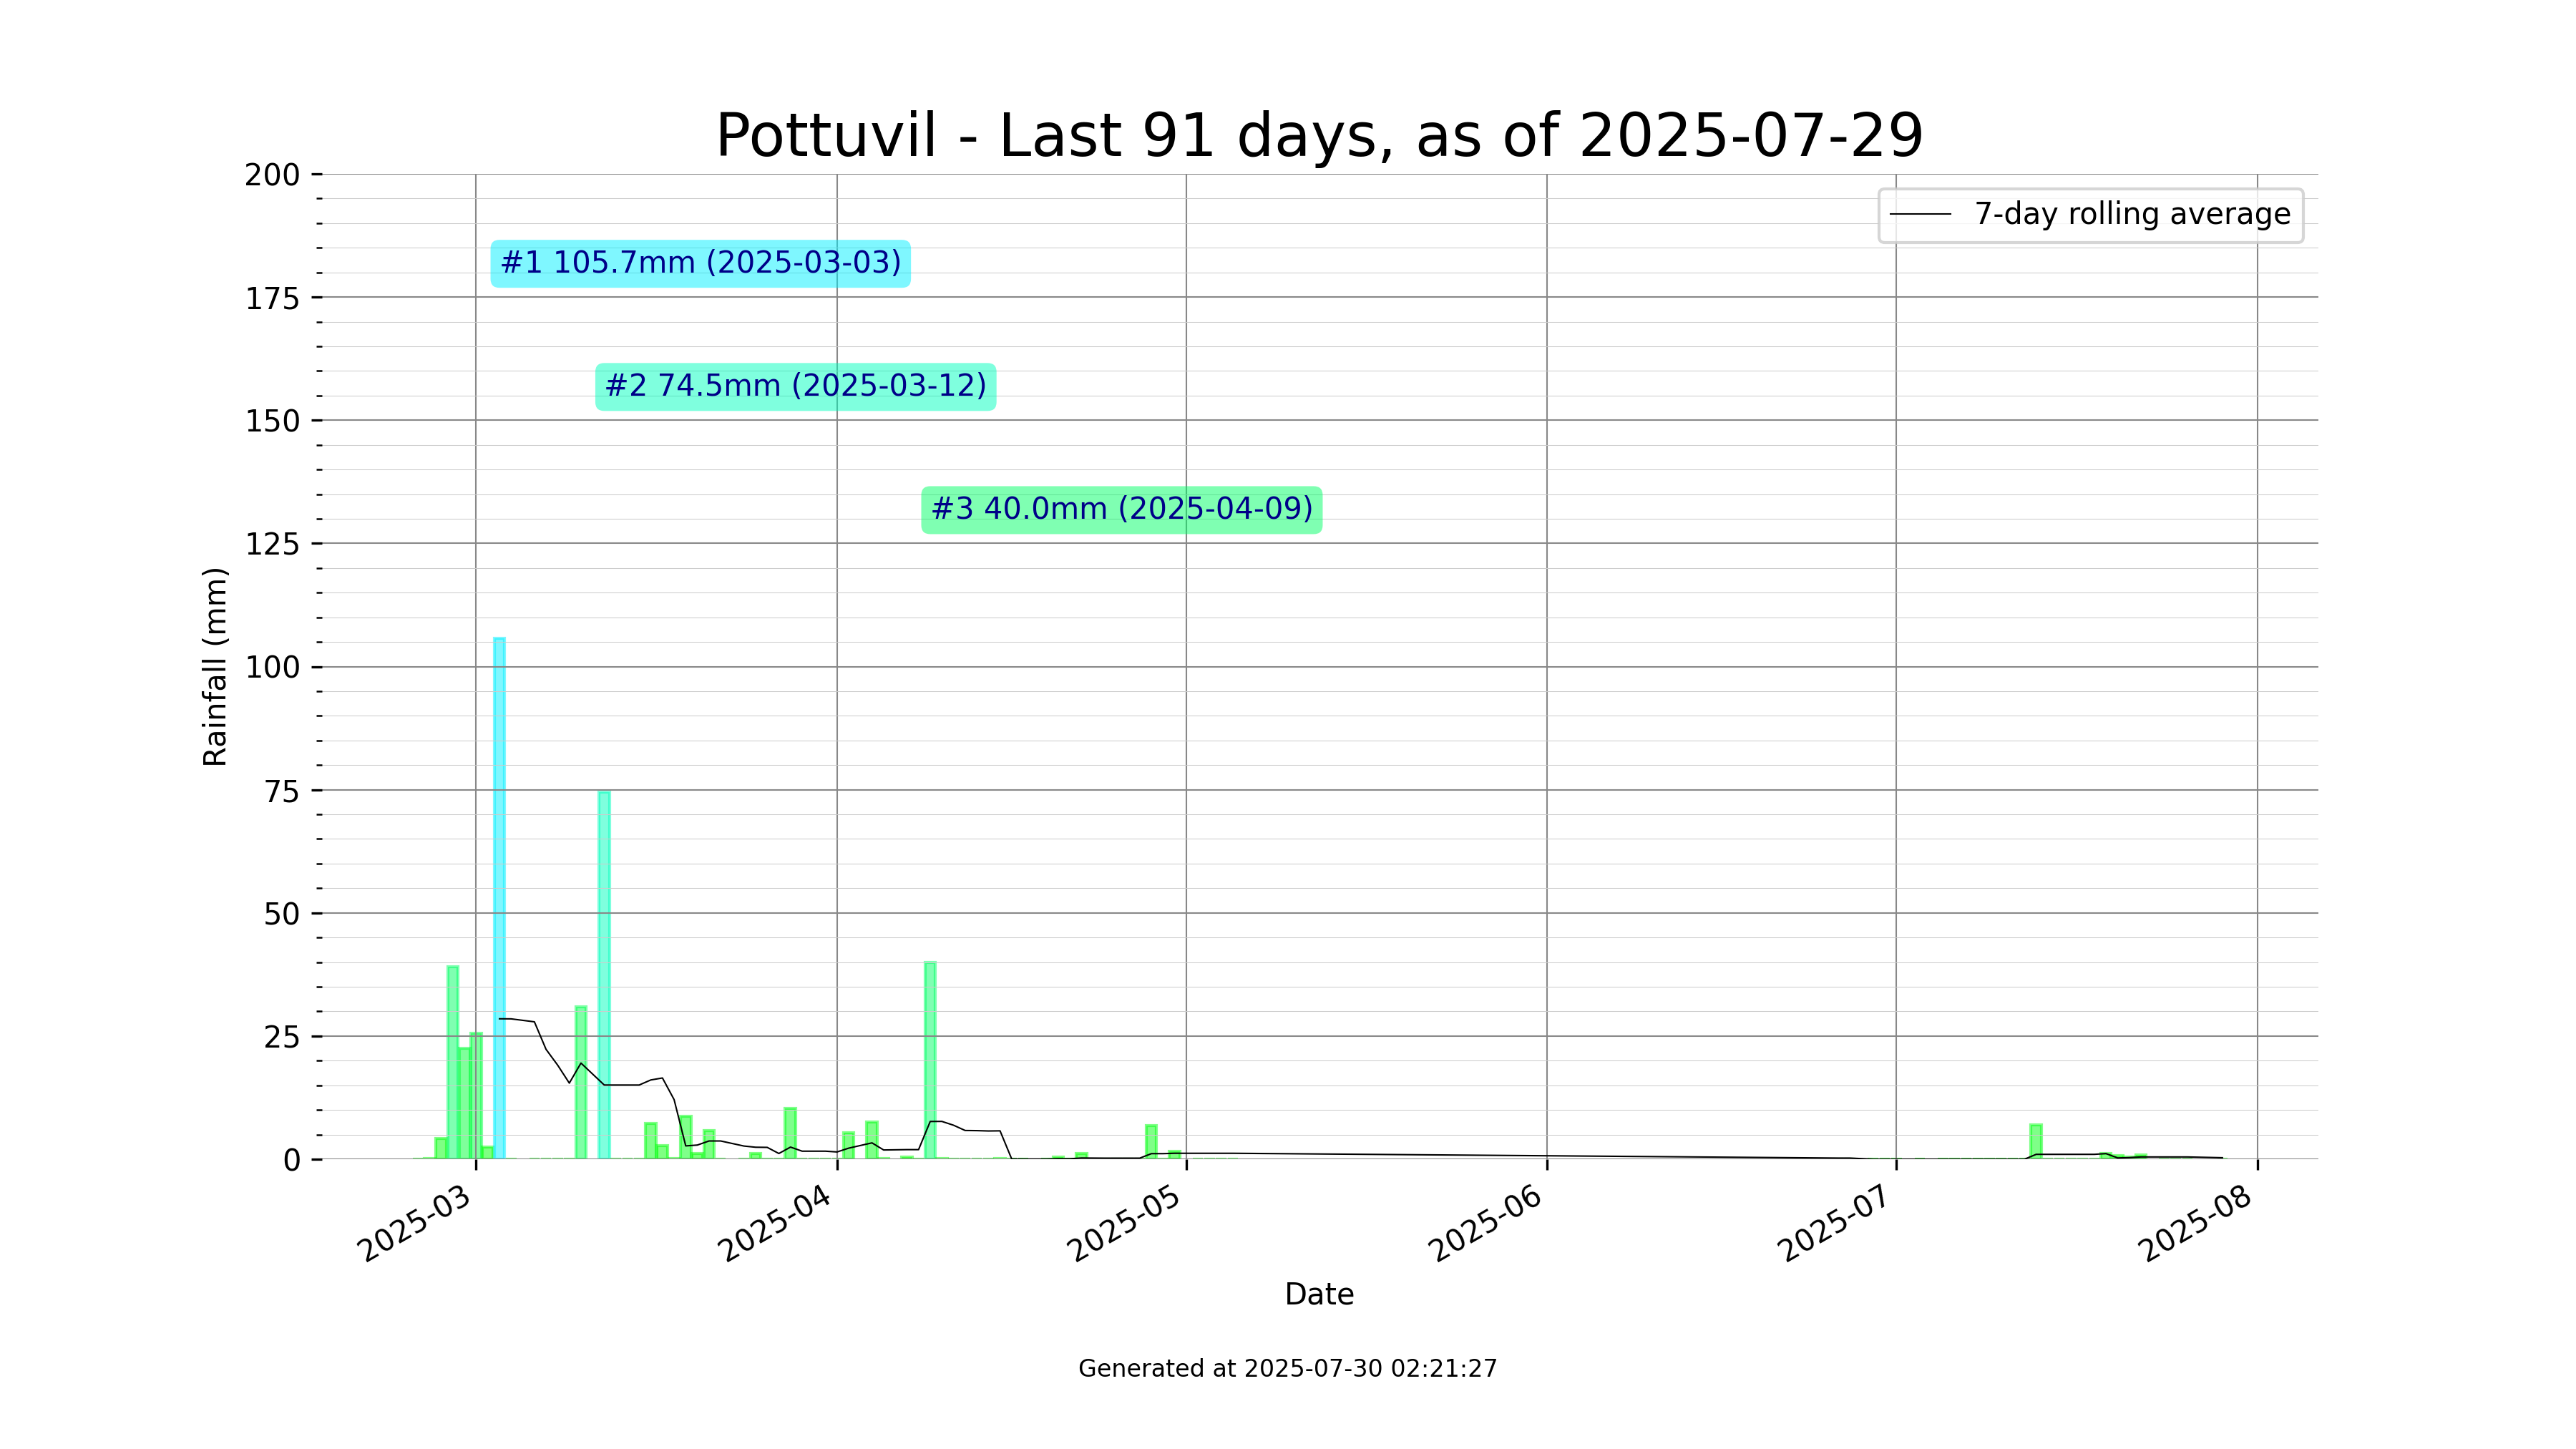 Pottuvil - Last 91 days, as of 2025-07-29
200
175
150
125
100
75
50
25
0
Rainfall (mm)
7-day rolling average
#1 105.7mm (2025-03-03)
#2 74.5mm (2025-03-12)
#3 40.0mm (2025-04-09)
2025-03
2025-04
2025-05
2025-06
2025-07
2025-08
Date
Generated at 2025-07-30 02:21:27